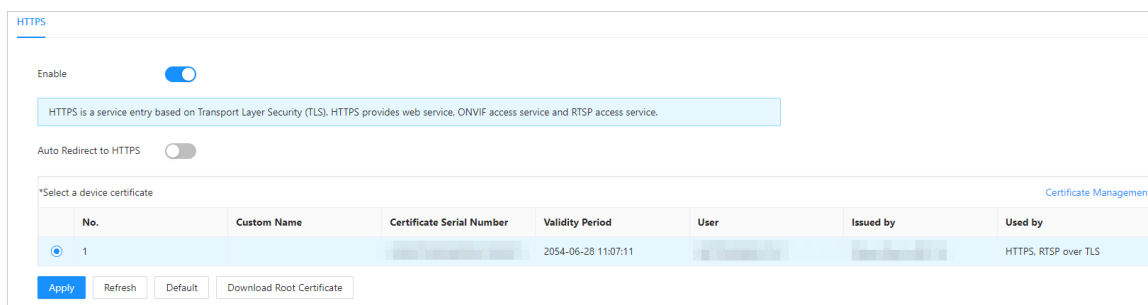 HTTPS
Enable
HTTPS is a service entry based on Transport Layer Security (TLS). HTTPS provides web service, ONVIF access service and RTSP access service.
Auto Redirect to HTTPS
*Select a device certificate Certificate Management
No. Custom Name Certificate Serial Number Validity Period User Issued by Used by
1 2054-06-28 11:07:11 HTTPS, RTSP over TLS
Apply Refresh Default Download Root Certificate